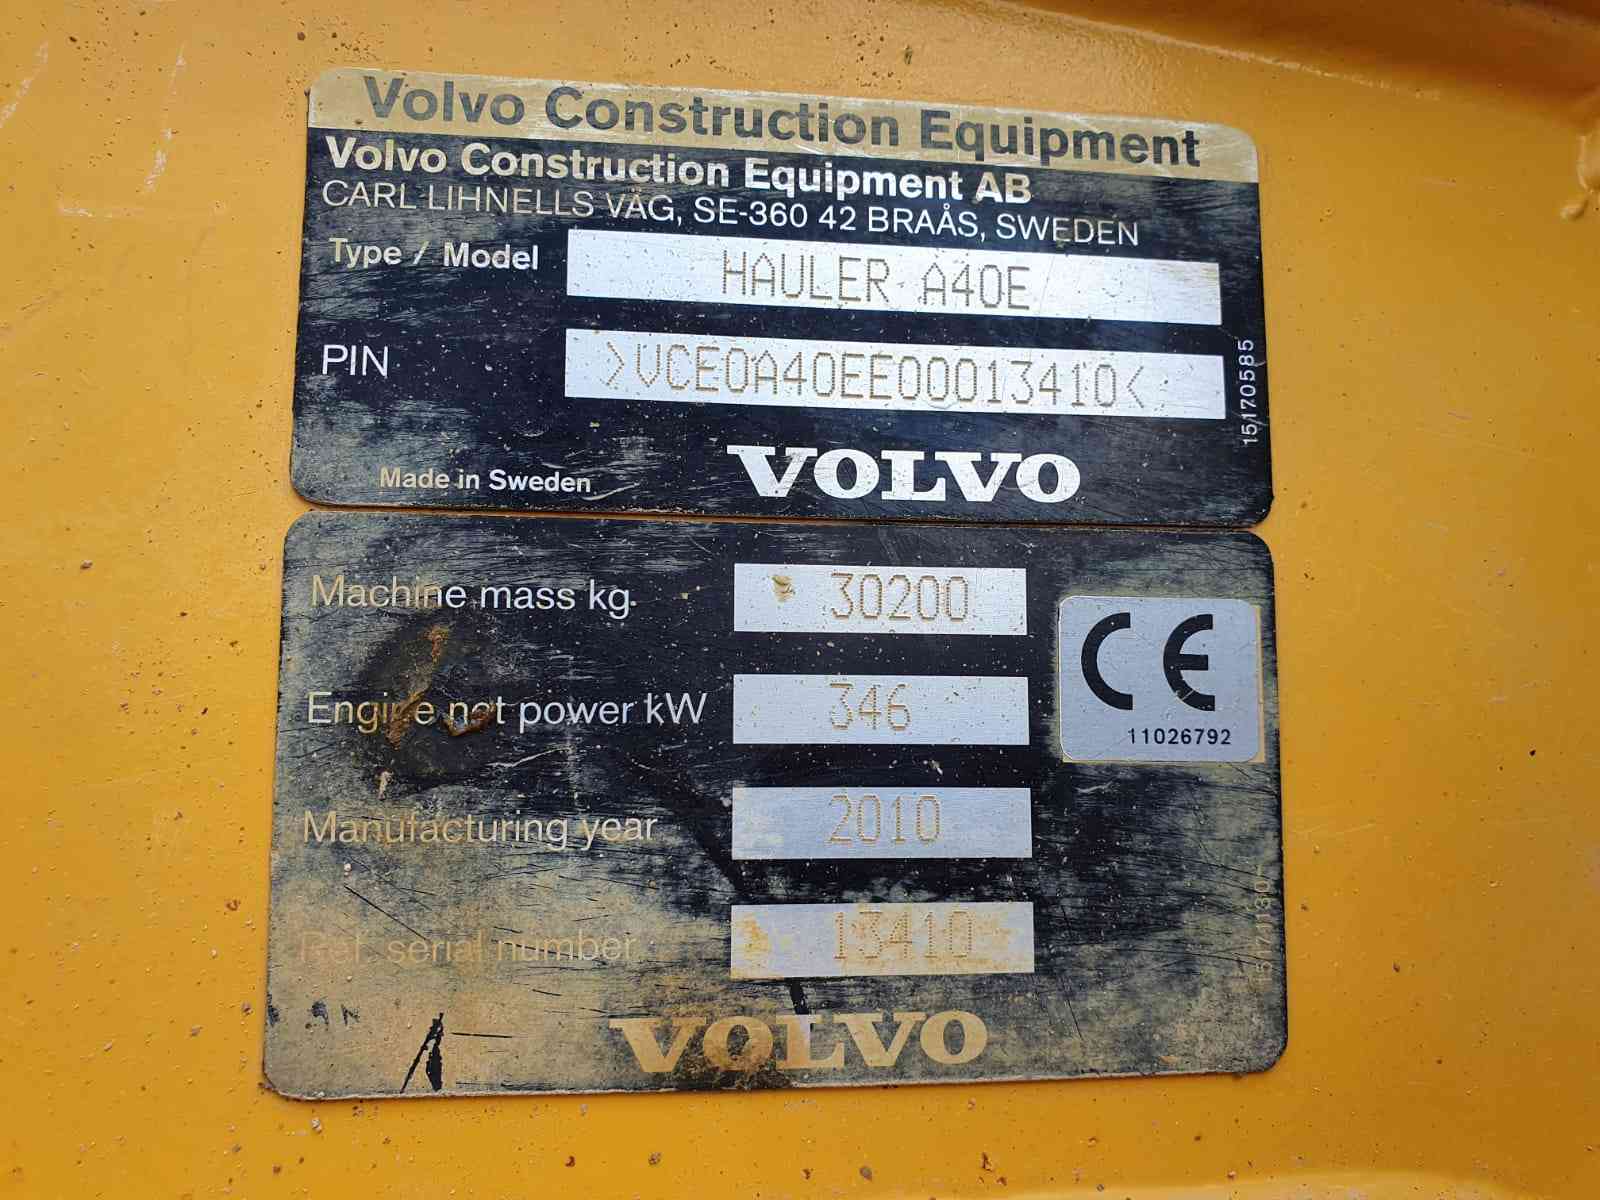 Volvo Construction Equipment
Volvo Construction Equipment AB
CARL LIHNELLS VÄG, SE-360 42 BRAÅS, SWEDEN
Type / Model HAULER A40E
PIN >VCE0A40EE00013410<
15170585
Made in Sweden VOLVO
Machine mass kg 30200
CE
Engine net power kW 346
11026792
Manufacturing year 2010
Ref. serial number 13410
VOLVO